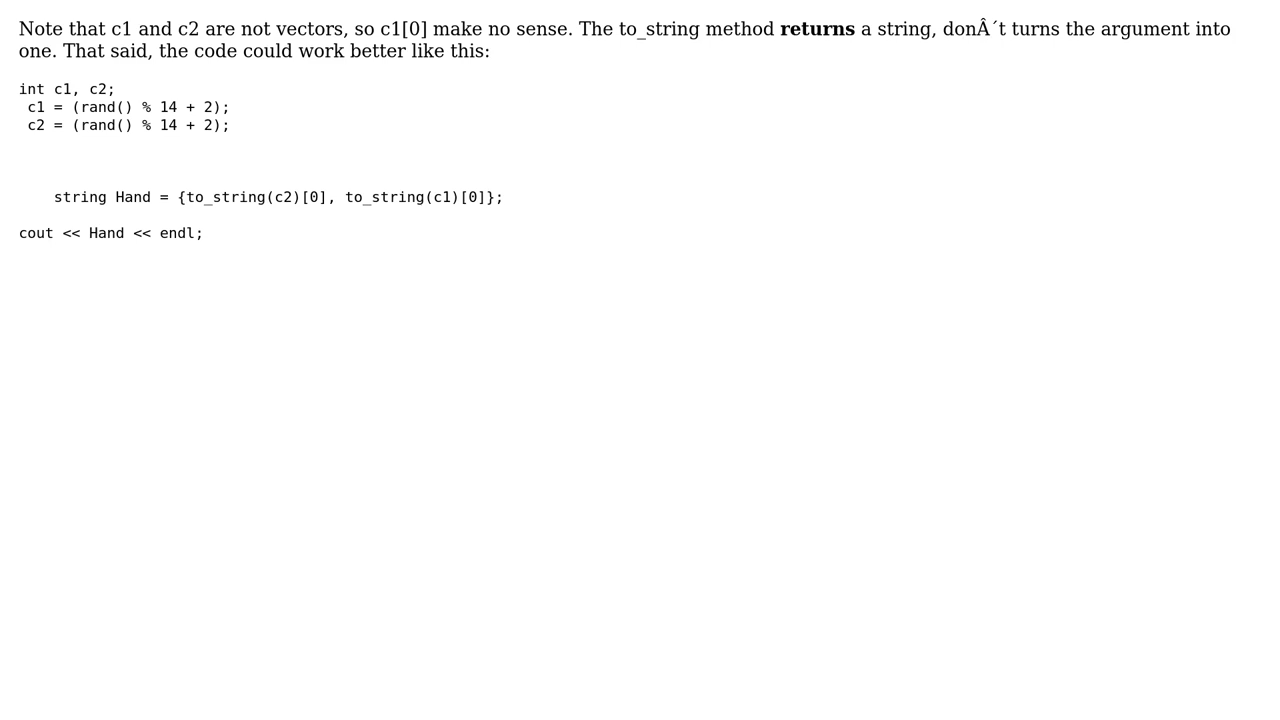 Note that c1 and c2 are not vectors, so c1[0] make no sense. The to_string method returns a string, donÂ´t turns the argument into
one. That said, the code could work better like this:
int c1, c2;
c1 = (rand() % 14 + 2);
c2 = (rand() % 14 + 2);
string Hand = {to_string(c2)[0], to_string(c1)[0]};
cout << Hand << endl;